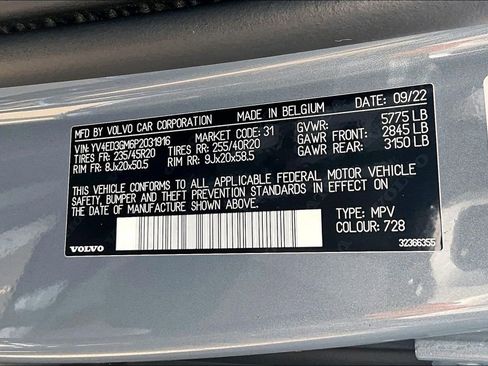 MFD BY VOLVO CAR CORPORATION MADE IN BELGIUM DATE: 09/22
VIN: YV4ED3GM6P2031916 MARKET CODE: 31 GVWR: 5775 LB
TIRES FR: 235/45R20 TIRES RR: 255/40R20 GAWR FRONT: 2845 LB
RIM FR: 8Jx20x50.5 RIM RR: 9Jx20x58.5 GAWR REAR: 3150 LB
THIS VEHICLE CONFORMS TO ALL APPLICABLE FEDERAL MOTOR VEHICLE
SAFETY, BUMPER AND THEFT PREVENTION STANDARDS IN EFFECT ON
THE DATE OF MANUFACTURE SHOWN ABOVE.
TYPE: MPV
COLOUR: 728
VOLVO 32366355